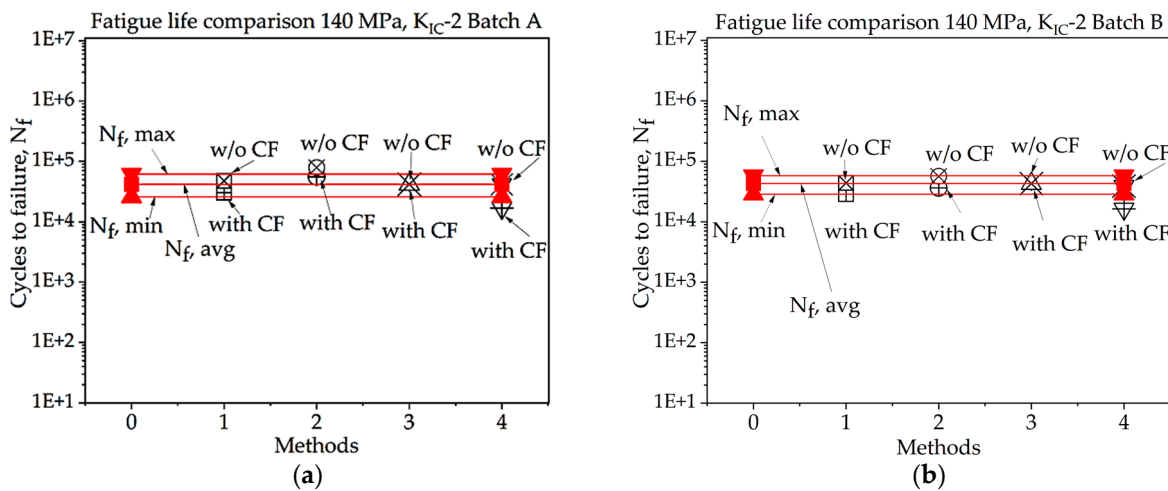 Fatigue life comparison 140 MPa, KIC-2 Batch A
Cycles to failure, Nf
1E+7
1E+6
1E+5
1E+4
1E+3
1E+2
1E+1
Nf, max
w/o CF
w/o CF
w/o CF
w/o CF
Nf, min
Nf, avg
with CF
with CF
with CF
with CF
0 1 2 3 4
Methods
(a)
Fatigue life comparison 140 MPa, KIC-2 Batch B
Cycles to failure, Nf
1E+7
1E+6
1E+5
1E+4
1E+3
1E+2
1E+1
Nf, max
w/o CF
w/o CF
w/o CF
w/o CF
Nf, min
Nf, avg
with CF
with CF
with CF
with CF
0 1 2 3 4
Methods
(b)